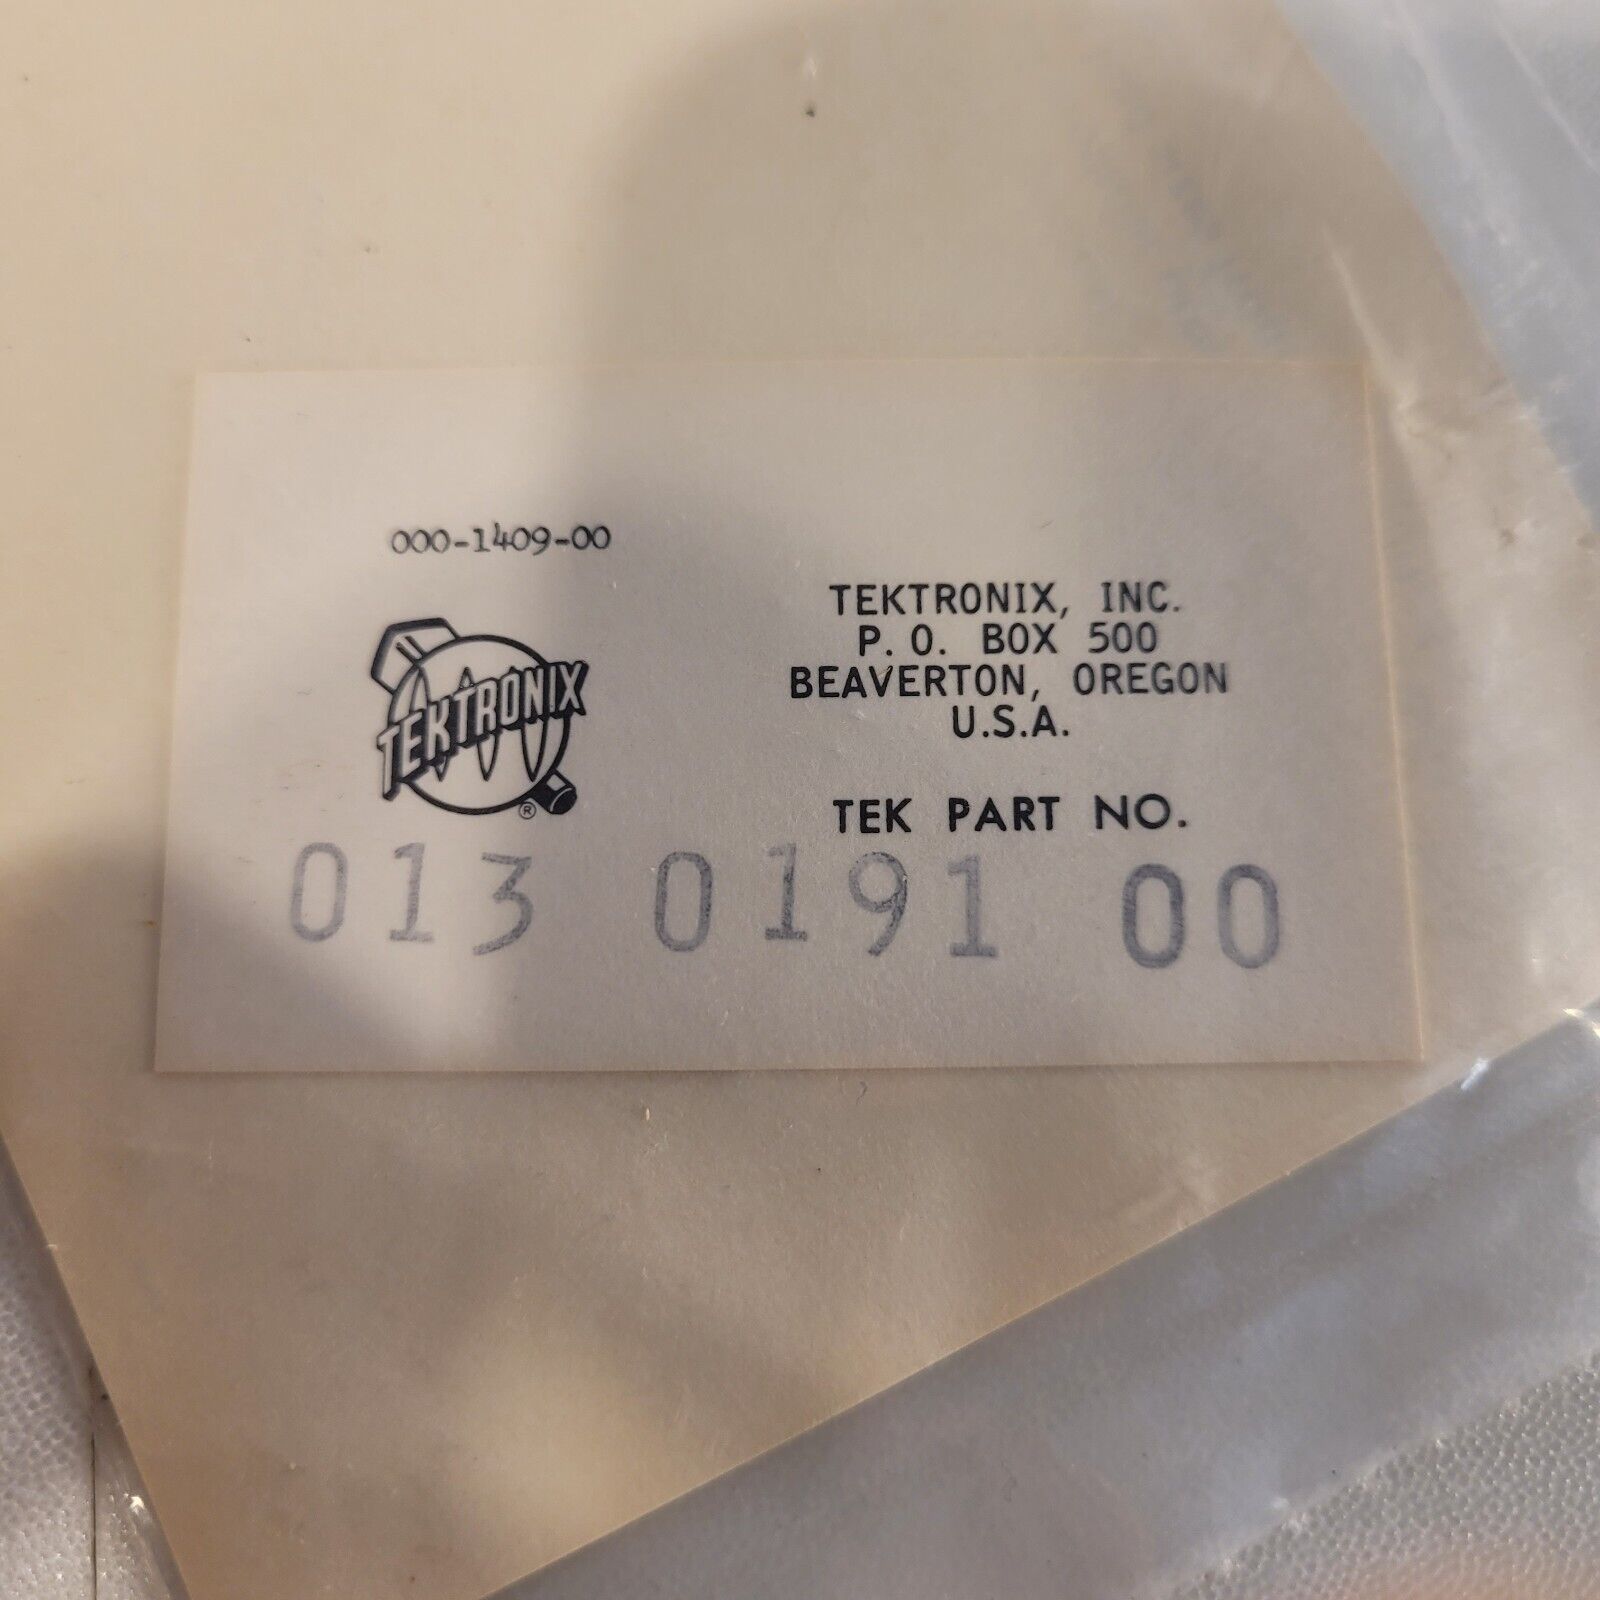 000-1409-00
TEKTRONIX
®
TEKTRONIX, INC.
P. O. BOX 500
BEAVERTON, OREGON
U.S.A.
TEK PART NO.
013 0191 00